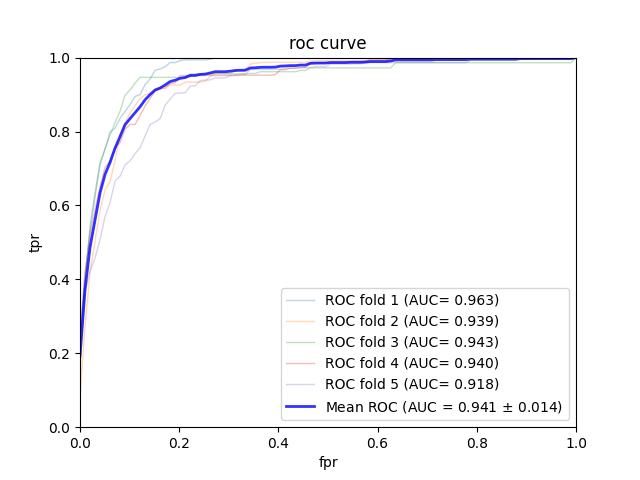 roc curve
tpr
1.0
0.8
0.6
0.4
0.2
0.0
ROC fold 1 (AUC= 0.963)
ROC fold 2 (AUC= 0.939)
ROC fold 3 (AUC= 0.943)
ROC fold 4 (AUC= 0.940)
ROC fold 5 (AUC= 0.918)
Mean ROC (AUC = 0.941 ± 0.014)
0.0 0.2 0.4 0.6 0.8 1.0
fpr